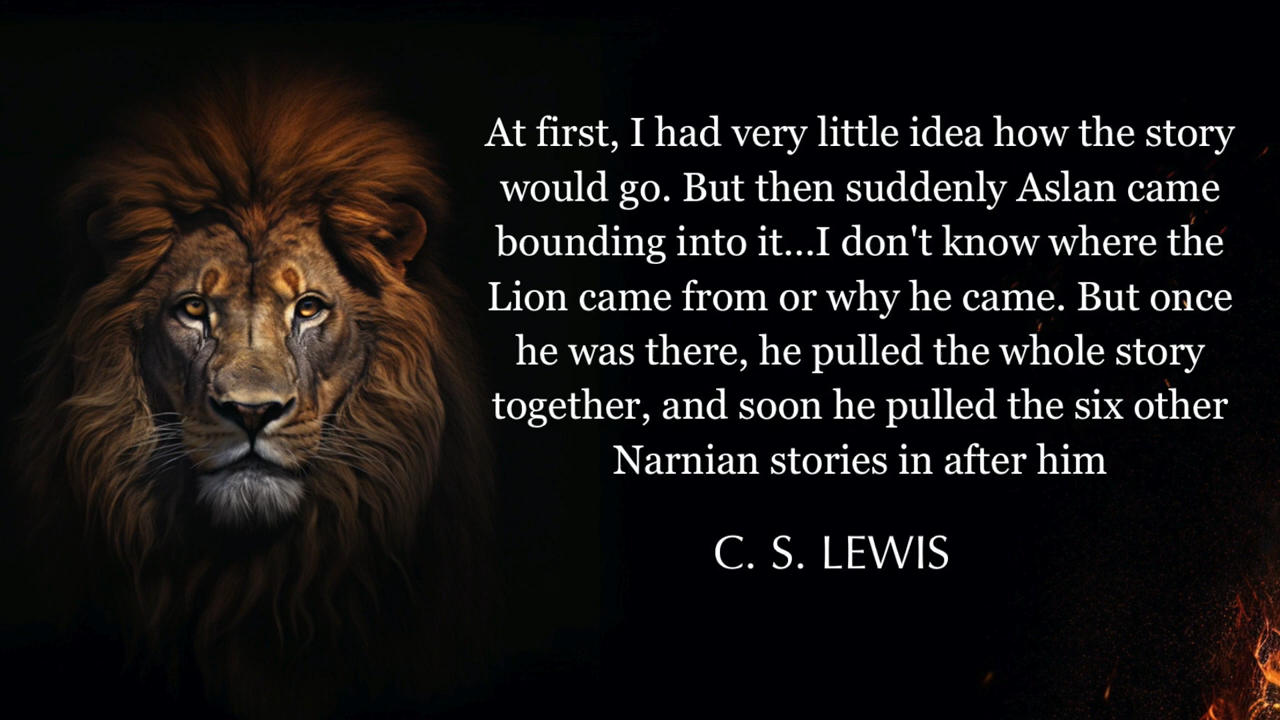 At first, I had very little idea how the story
would go. But then suddenly Aslan came
bounding into it...I don't know where the
Lion came from or why he came. But once
he was there, he pulled the whole story
together, and soon he pulled the six other
Narnian stories in after him
C. S. LEWIS